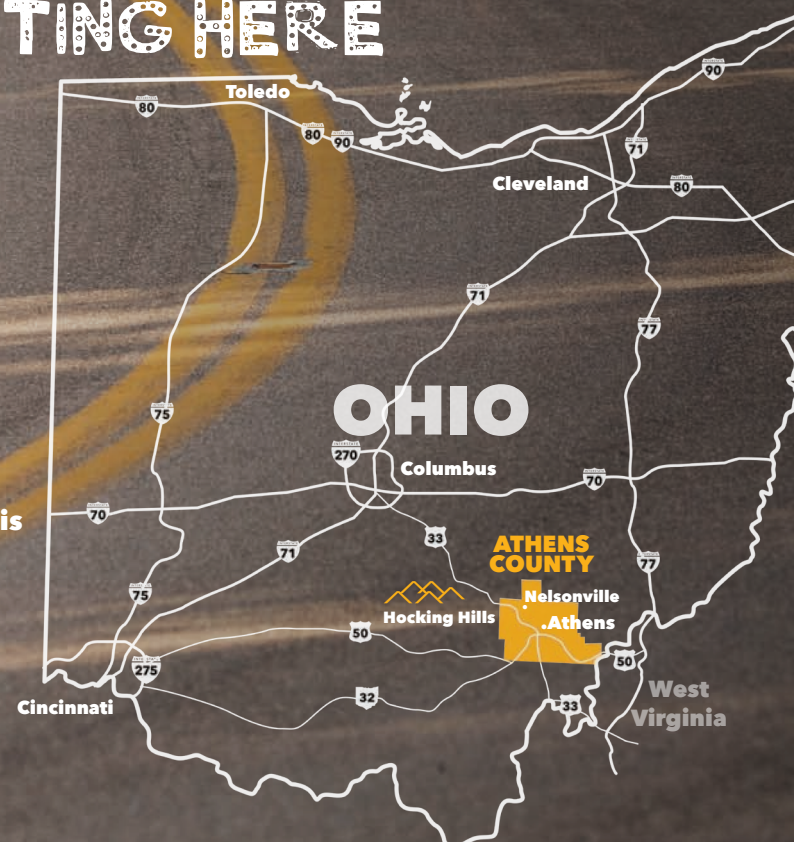 TING HERE
90
Toledo
80
80
90
71
Cleveland
80
71
77
OHIO
75
270
Columbus
70
70
is
33
ATHENS
COUNTY
71
77
75
Nelsonville
Hocking Hills
Athens
50
50
275
West
Virginia
32
33
Cincinnati